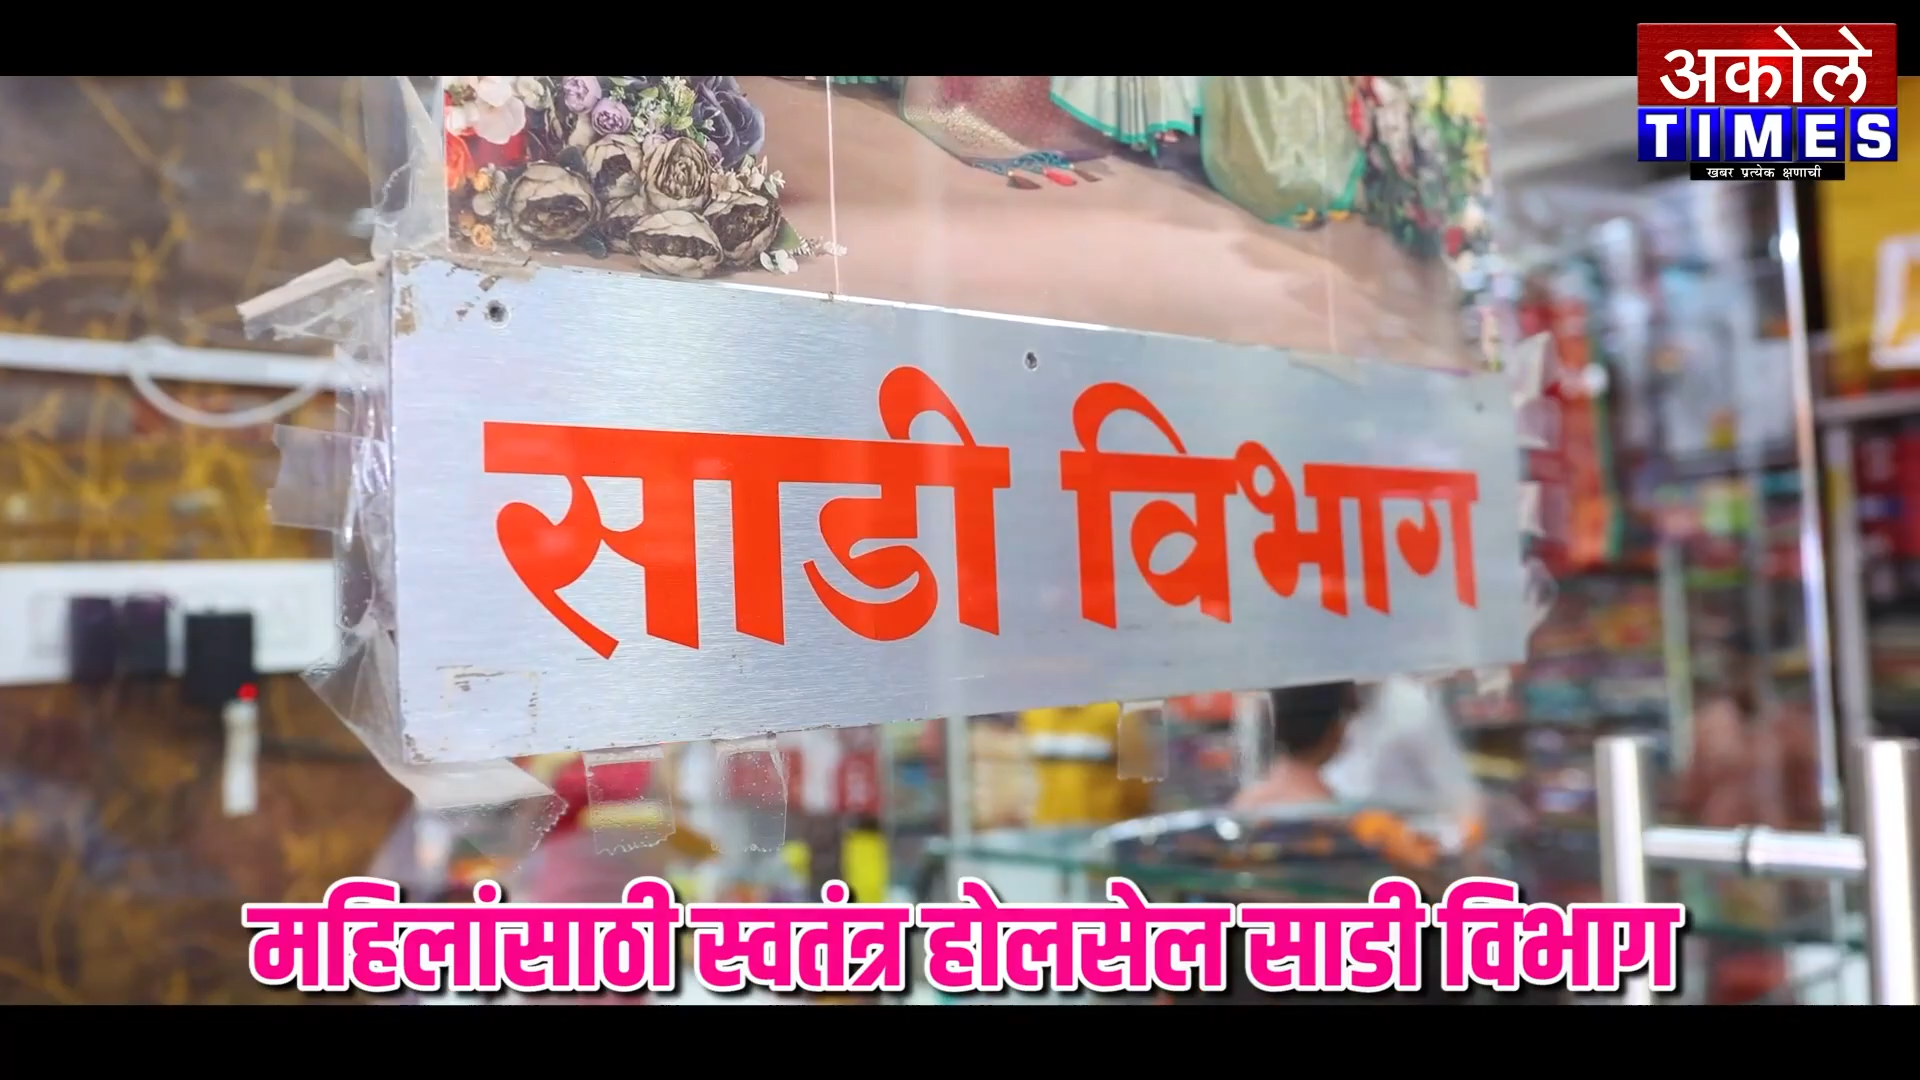 अकोले
TIMES
खबर प्रत्येक क्षणाची
साडी विभाग
महिलांसाठी स्वतंत्र होलसेल साडी विभाग